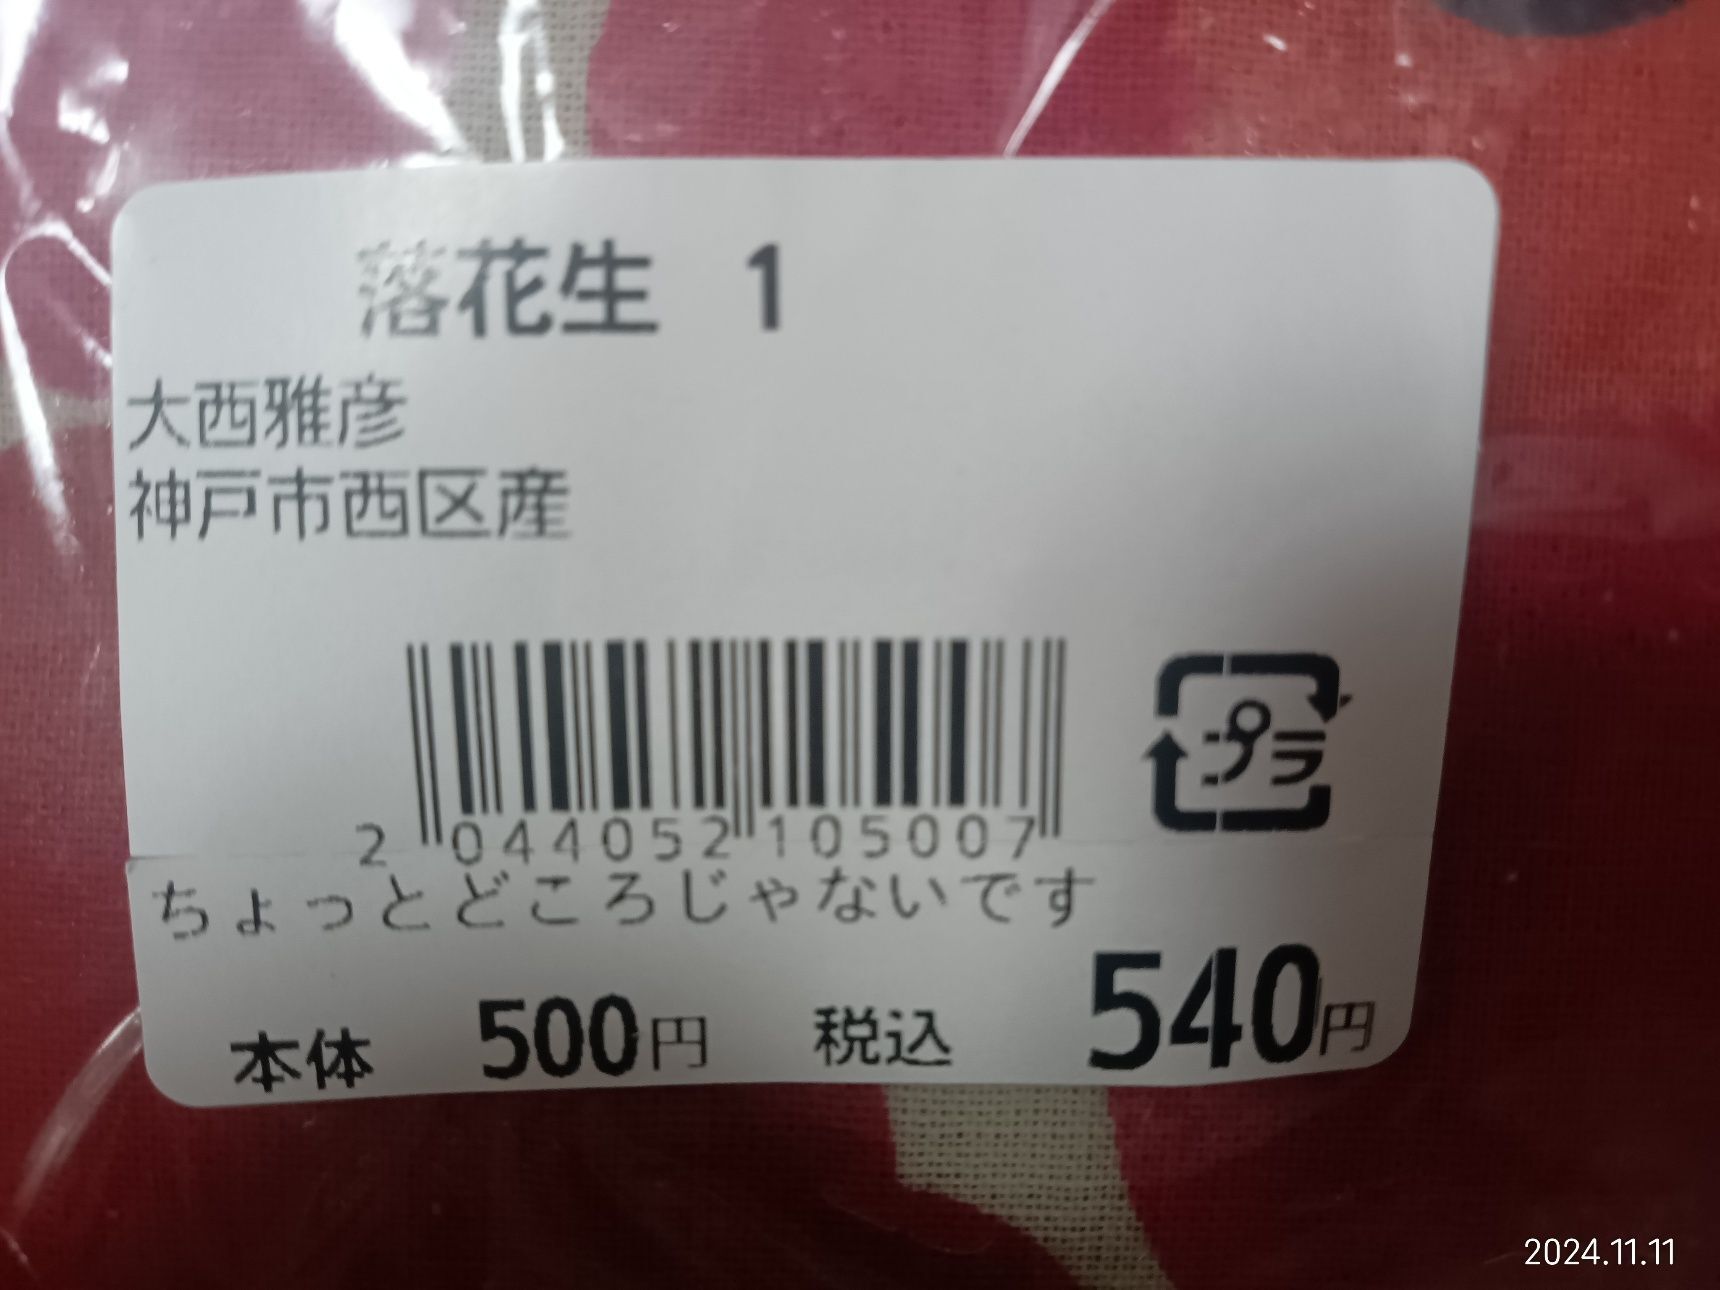 落花生 1
大西雅彦
神戸市西区産
プラ
2 044052 105007
ちょっとどころじゃないです
本体 500円 税込 540円
2024.11.11